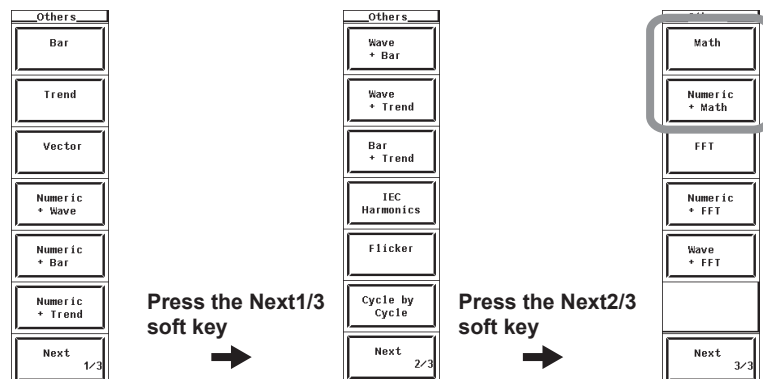 Others
Bar
Trend
Vector
Numeric
+ Wave
Numeric
+ Bar
Numeric
+ Trend
Next
1/3
Press the Next1/3
soft key
Others
Wave
+ Bar
Wave
+ Trend
Bar
+ Trend
IEC
Harmonics
Flicker
Cycle by
Cycle
Next
2/3
Press the Next2/3
soft key
Math
Numeric
+ Math
FFT
Numeric
+ FFT
Wave
+ FFT
Next
3/3